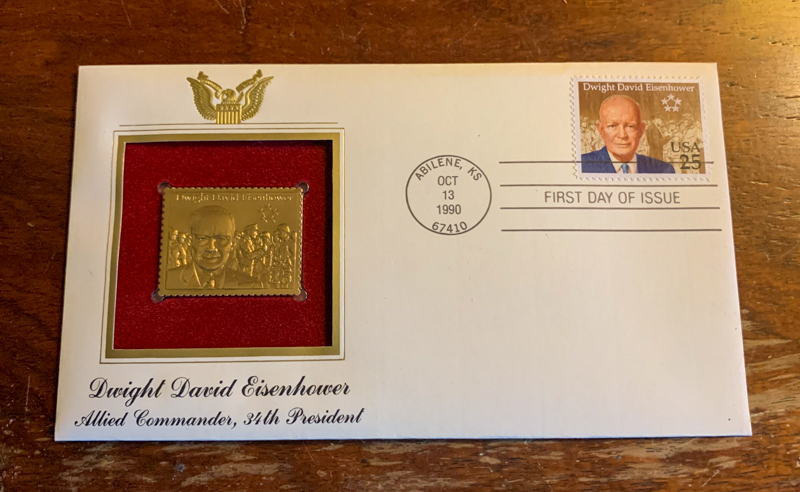 Dwight David Eisenhower
USA
25
ABILENE, KS
OCT
13
1990
67410
FIRST DAY OF ISSUE
Dwight David Eisenhower
Dwight David Eisenhower
Allied Commander, 34th President